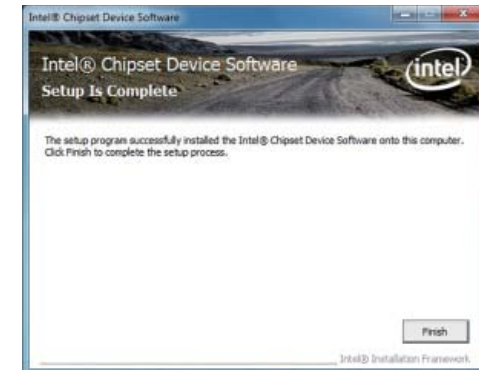 Intel® Chipset Device Software
Intel® Chipset Device Software
intel
Setup Is Complete
The setup program successfully installed the Intel® Chipset Device Software onto this computer.
Click Finish to complete the setup process.
Finish
Intel® Installation Framework